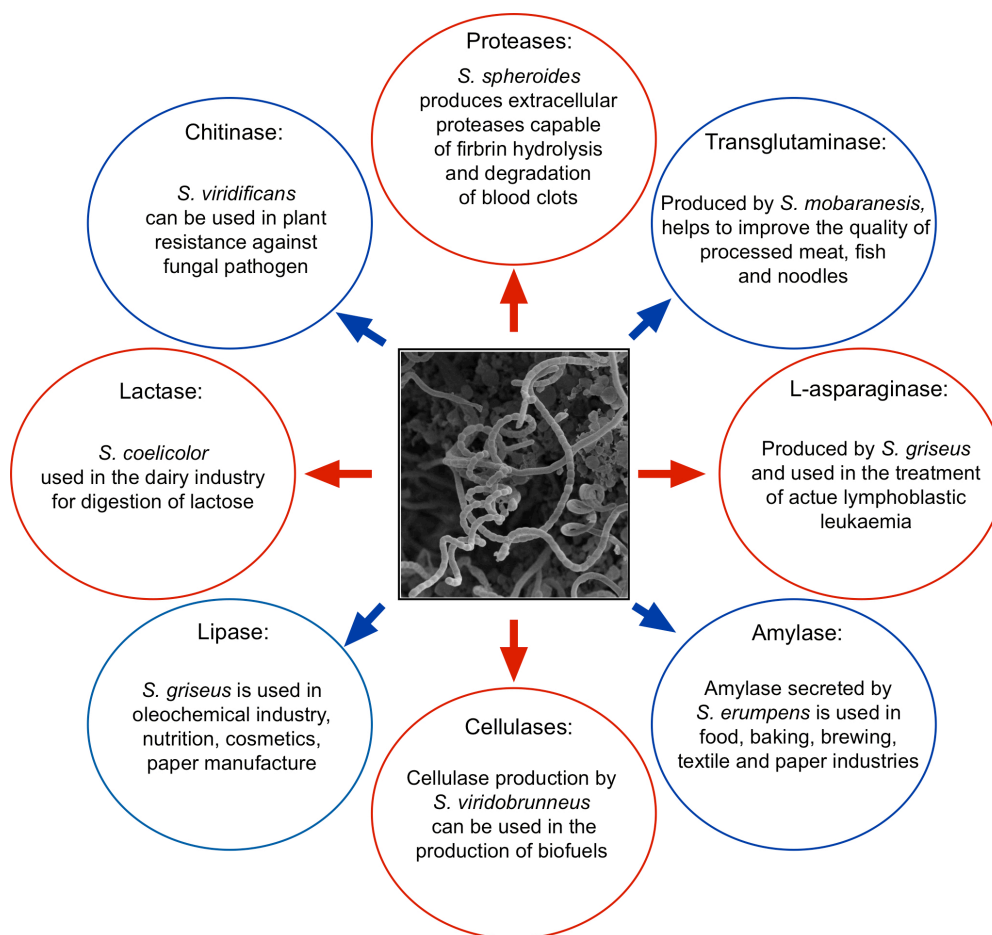 Proteases:
S. spheroides
produces extracellular
proteases capable
of firbrin hydrolysis
and degradation
of blood clots
Transglutaminase:
Produced by S. mobaranesis,
helps to improve the quality of
processed meat, fish
and noodles
L-asparaginase:
Produced by S. griseus
and used in the treatment
of actue lymphoblastic
leukaemia
Amylase:
Amylase secreted by
S. erumpens is used in
food, baking, brewing,
textile and paper industries
Cellulases:
Cellulase production by
S. viridobrunneus
can be used in the
production of biofuels
Lipase:
S. griseus is used in
oleochemical industry,
nutrition, cosmetics,
paper manufacture
Lactase:
S. coelicolor
used in the dairy industry
for digestion of lactose
Chitinase:
S. viridificans
can be used in plant
resistance against
fungal pathogen